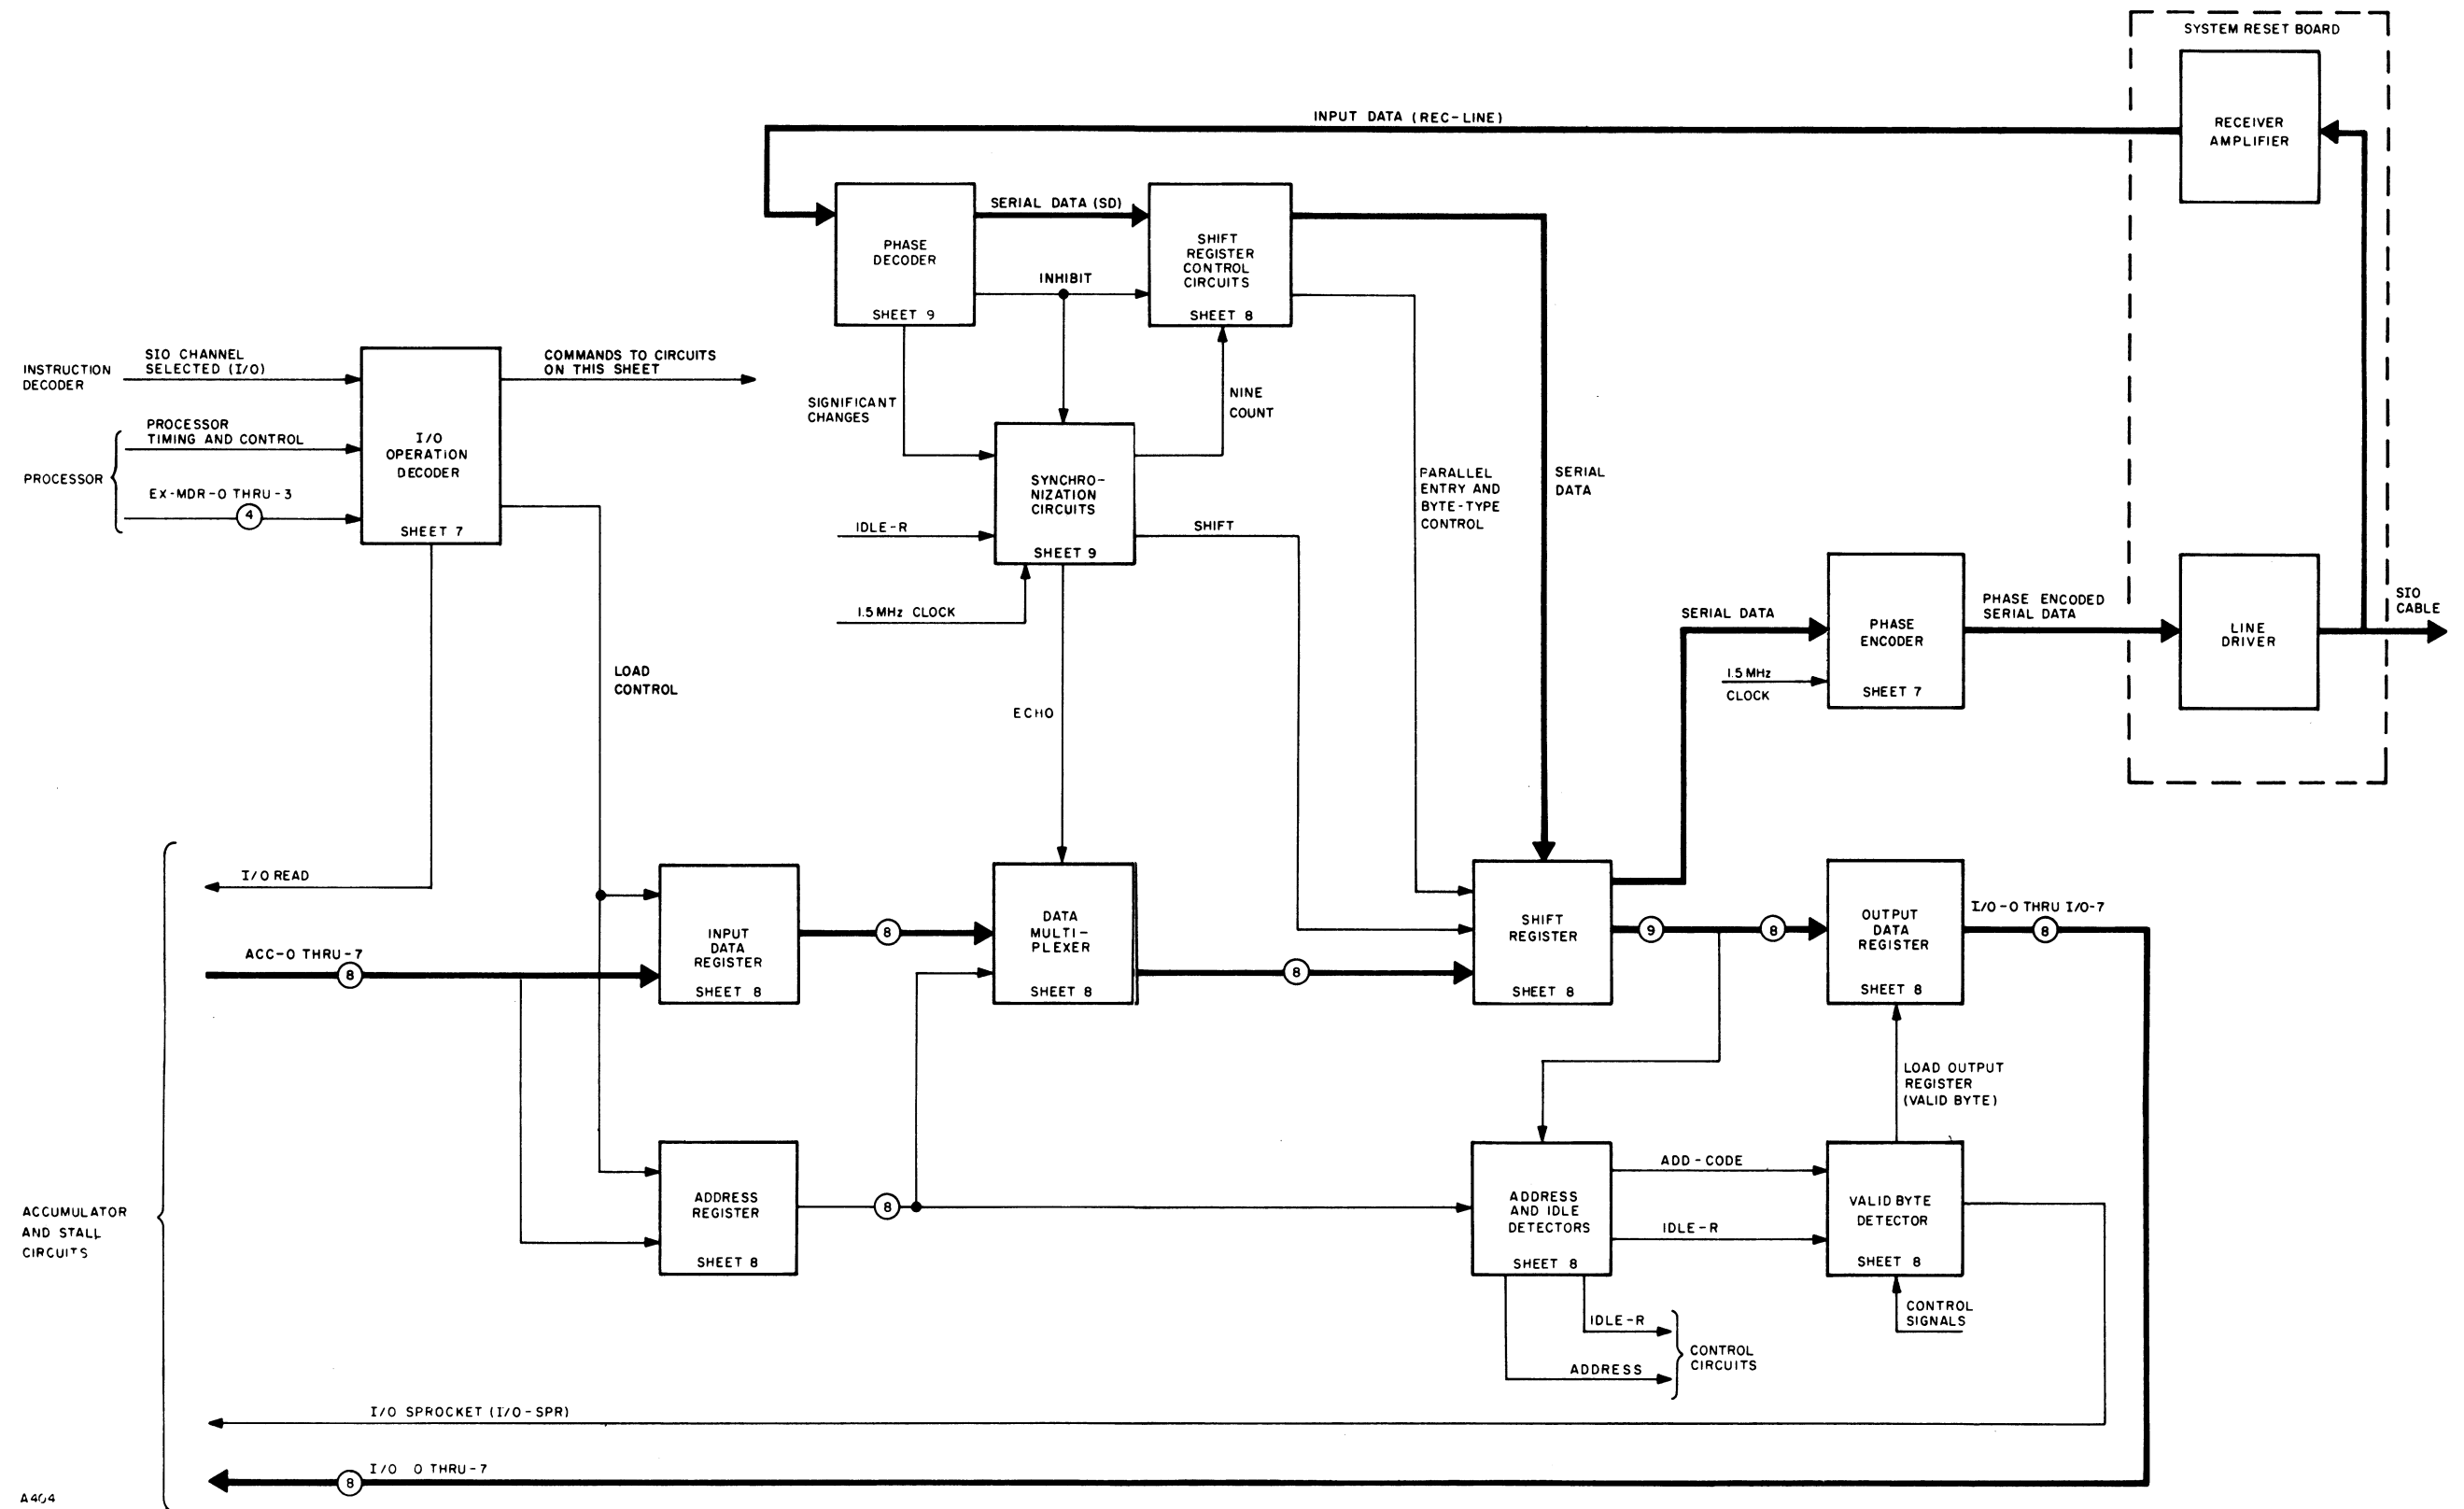 SYSTEM RESET BOARD
RECEIVER
AMPLIFIER
INPUT DATA (REC-LINE)
PHASE
DECODER
SHEET 9
SERIAL DATA (SD)
INHIBIT
SHIFT
REGISTER
CONTROL
CIRCUITS
SHEET 8
INSTRUCTION
DECODER
SIO CHANNEL
SELECTED (I/O)
PROCESSOR
TIMING AND CONTROL
PROCESSOR
EX-MDR-0 THRU-3
4
I/O
OPERATION
DECODER
SHEET 7
COMMANDS TO CIRCUITS
ON THIS SHEET
SIGNIFICANT
CHANGES
NINE
COUNT
SYNCHRO-
NIZATION
CIRCUITS
SHEET 9
IDLE-R
1.5 MHz CLOCK
SHIFT
PARALLEL
ENTRY AND
BYTE-TYPE
CONTROL
SERIAL
DATA
SERIAL DATA
1.5 MHz
CLOCK
PHASE
ENCODER
SHEET 7
PHASE ENCODED
SERIAL DATA
LINE
DRIVER
SIO
CABLE
LOAD
CONTROL
ECHO
I/O READ
ACC-0 THRU-7
8
INPUT
DATA
REGISTER
SHEET 8
8
DATA
MULTI-
PLEXER
SHEET 8
8
SHIFT
REGISTER
SHEET 8
9
8
OUTPUT
DATA
REGISTER
SHEET 8
I/O-0 THRU I/O-7
8
LOAD OUTPUT
REGISTER
(VALID BYTE)
ACCUMULATOR
AND STALL
CIRCUITS
ADDRESS
REGISTER
SHEET 8
8
ADDRESS
AND IDLE
DETECTORS
SHEET 8
ADD-CODE
IDLE-R
VALID BYTE
DETECTOR
SHEET 8
CONTROL
SIGNALS
IDLE-R
ADDRESS
CONTROL
CIRCUITS
I/O SPROCKET (I/O-SPR)
I/O 0 THRU-7
8
A404